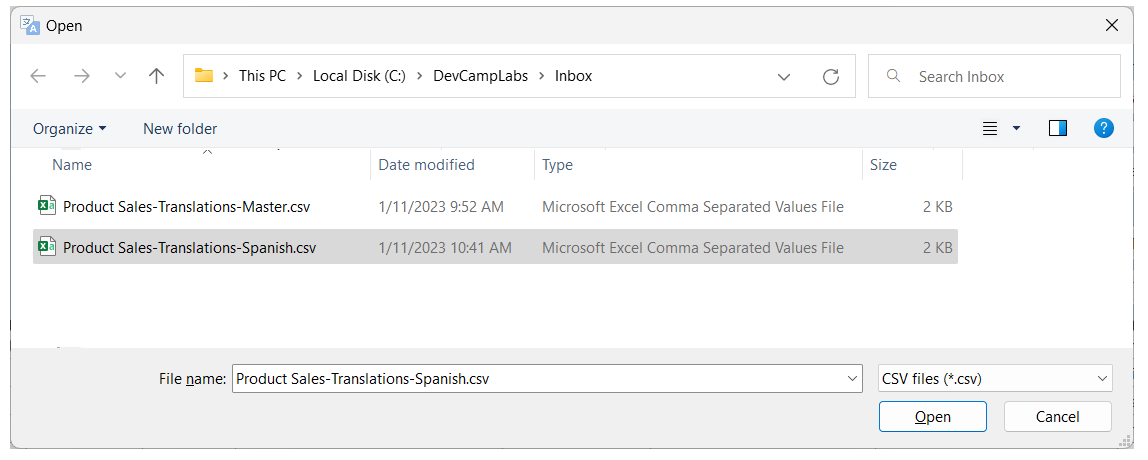 Open
This PC > Local Disk (C:) > DevCampLabs > Inbox
Search Inbox
Organize New folder ?
Name Date modified Type Size
Product Sales-Translations-Master.csv 1/11/2023 9:52 AM Microsoft Excel Comma Separated Values File 2 KB
Product Sales-Translations-Spanish.csv 1/11/2023 10:41 AM Microsoft Excel Comma Separated Values File 2 KB
File name: Product Sales-Translations-Spanish.csv CSV files (*.csv)
Open Cancel